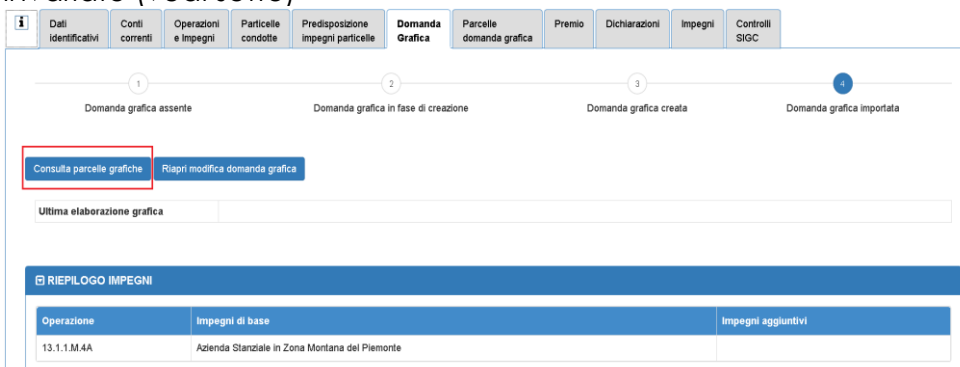 i
Dati identificativi
Conti correnti
Operazioni e Impegni
Particelle condotte
Predisposizione impegni particelle
Domanda Grafica
Parcelle domanda grafica
Premio
Dichiarazioni
Impegni
Controlli SIGC
1 2 3 4
Domanda grafica assente
Domanda grafica in fase di creazione
Domanda grafica creata
Domanda grafica importata
Consulta parcelle grafiche
Riapri modifica domanda grafica
Ultima elaborazione grafica
RIEPILOGO IMPEGNI
Operazione Impegni di base Impegni aggiuntivi
13.1.1.M.4A Azienda Stanziale in Zona Montana del Piemonte